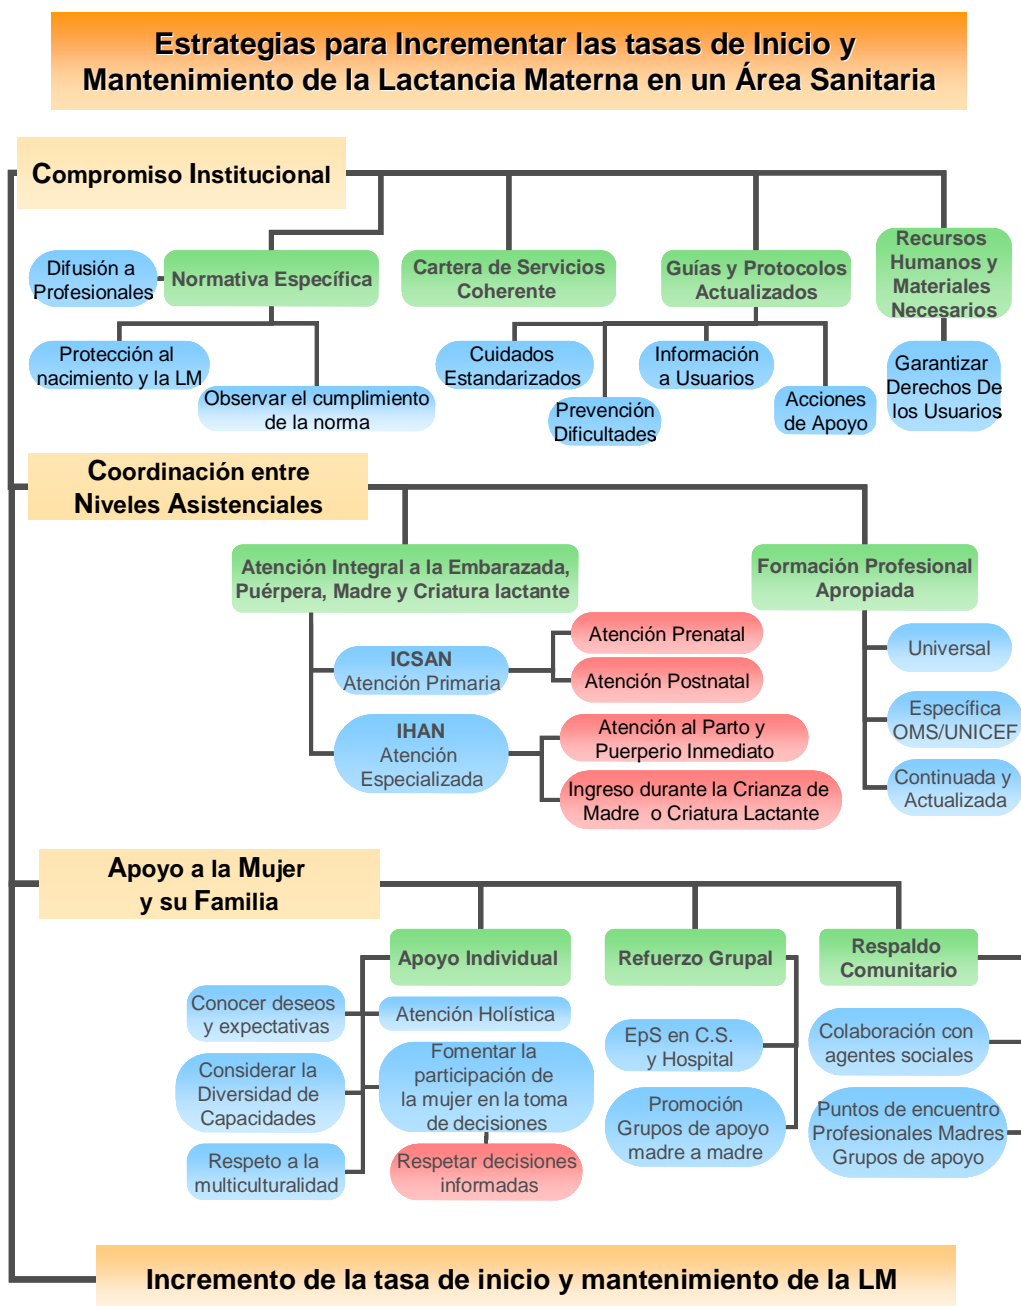 Estrategias para Incrementar las tasas de Inicio y
Mantenimiento de la Lactancia Materna en un Área Sanitaria
Compromiso Institucional
Difusión a
Profesionales
Normativa Específica
Cartera de Servicios
Coherente
Guías y Protocolos
Actualizados
Recursos
Humanos y
Materiales
Necesarios
Protección al
nacimiento y la LM
Observar el cumplimiento
de la norma
Cuidados
Estandarizados
Prevención
Dificultades
Información
a Usuarios
Acciones
de Apoyo
Garantizar
Derechos De
los Usuarios
Coordinación entre
Niveles Asistenciales
Atención Integral a la Embarazada,
Puérpera, Madre y Criatura lactante
Formación Profesional
Apropiada
ICSAN
Atención Primaria
Atención Prenatal
Atención Postnatal
IHAN
Atención
Especializada
Atención al Parto y
Puerperio Inmediato
Ingreso durante la Crianza de
Madre o Criatura Lactante
Universal
Específica
OMS/UNICEF
Continuada y
Actualizada
Apoyo a la Mujer
y su Familia
Apoyo Individual
Refuerzo Grupal
Respaldo
Comunitario
Conocer deseos
y expectativas
Atención Holística
Considerar la
Diversidad de
Capacidades
Fomentar la
participación de
la mujer en la toma
de decisiones
Respeto a la
multiculturalidad
Respetar decisiones
informadas
EpS en C.S.
y Hospital
Promoción
Grupos de apoyo
madre a madre
Colaboración con
agentes sociales
Puntos de encuentro
Profesionales Madres
Grupos de apoyo
Incremento de la tasa de inicio y mantenimiento de la LM